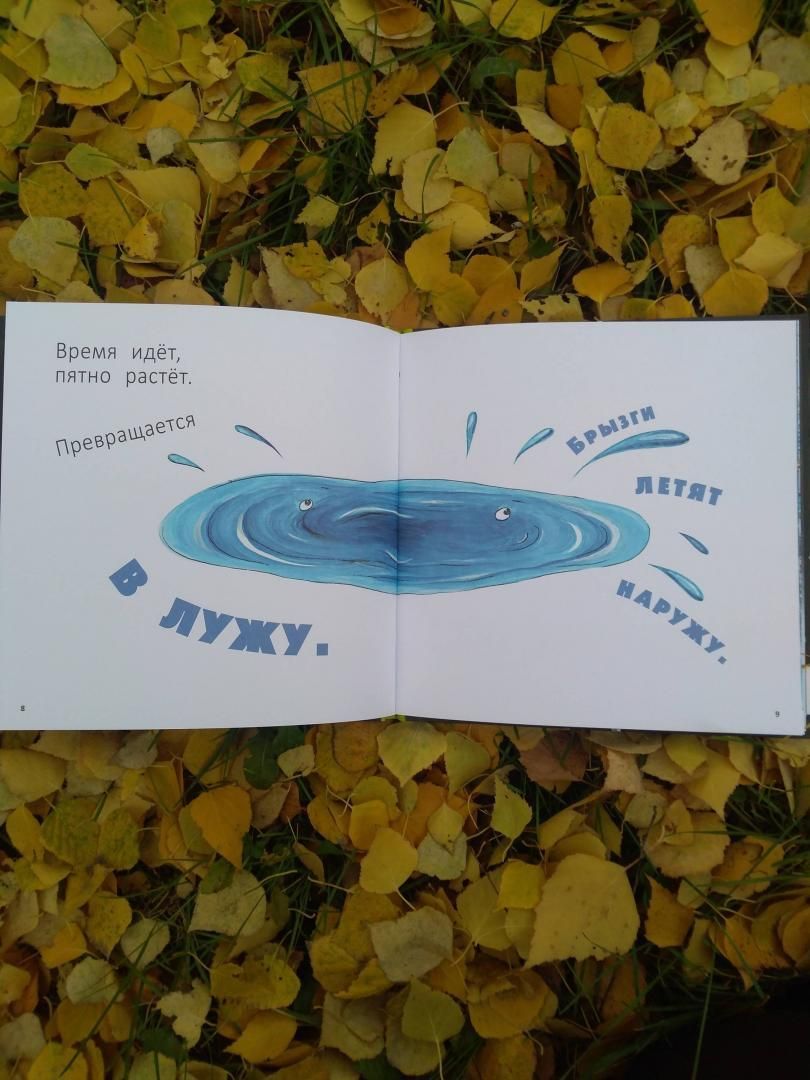 Время идёт,
пятно растёт.
Превращается
в лужу.
Брызги
летят
наружу.
8
9